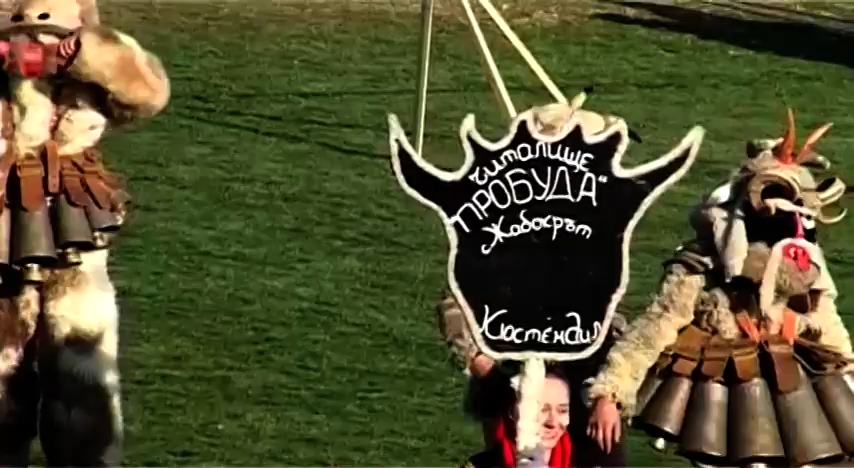 читалище
"ПРОБУДА"
Жабокрът
Кюстендил